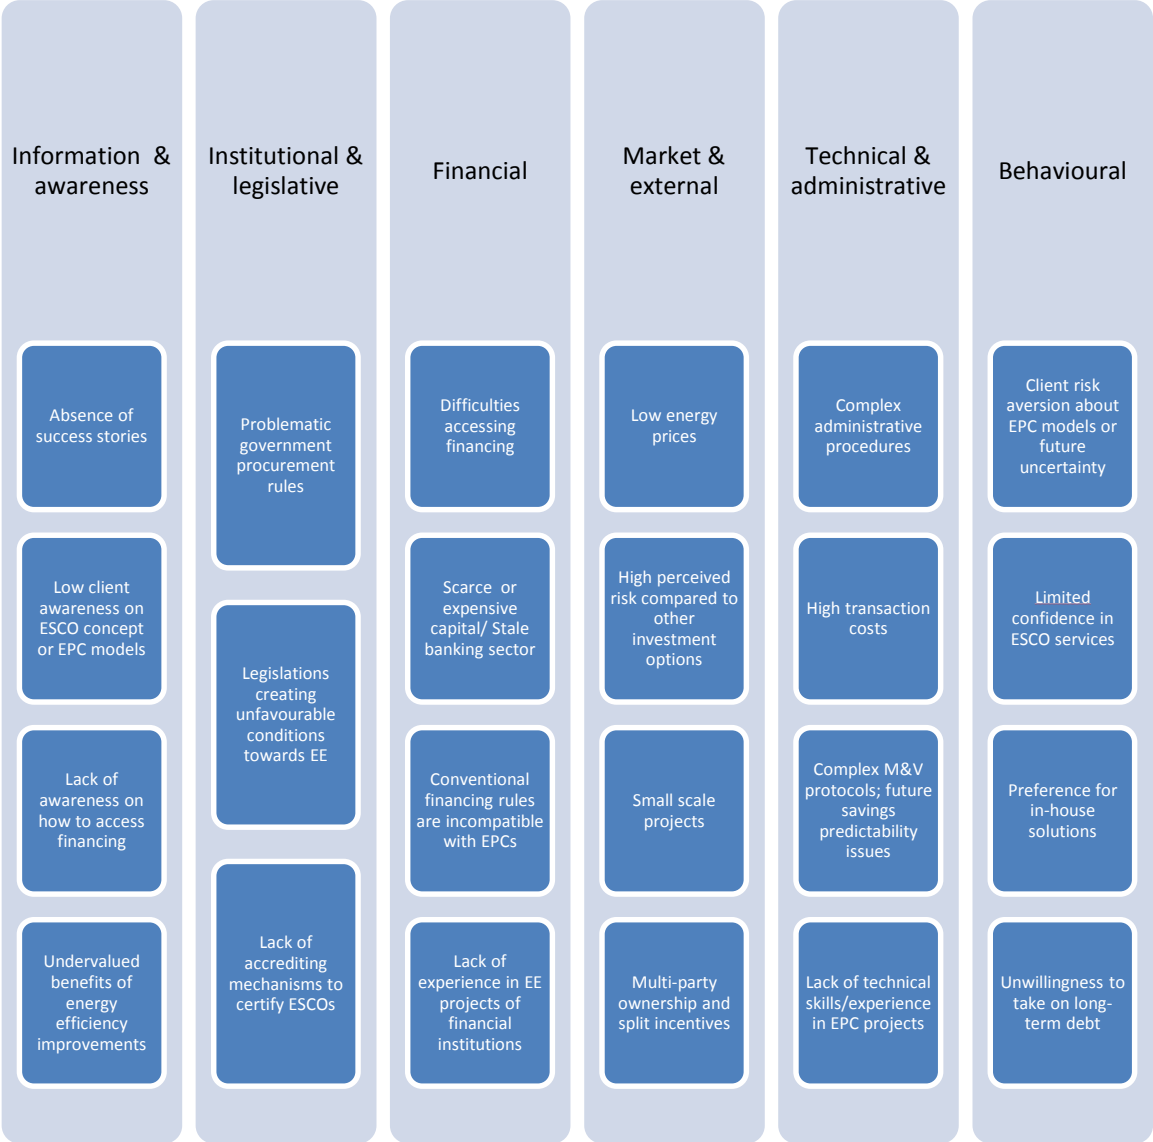 Information &
awareness
Absence of
success stories
Low client
awareness on
ESCO concept
or EPC models
Lack of
awareness on
how to access
financing
Undervalued
benefits of
energy
efficiency
improvements
Institutional &
legislative
Problematic
government
procurement
rules
Legislations
creating
unfavourable
conditions
towards EE
Lack of
accrediting
mechanisms to
certify ESCOs
Financial
Difficulties
accessing
financing
Scarce or
expensive
capital/ Stale
banking sector
Conventional
financing rules
are incompatible
with EPCs
Lack of
experience in EE
projects of
financial
institutions
Market &
external
Low energy
prices
High perceived
risk compared to
other
investment
options
Small scale
projects
Multi-party
ownership and
split incentives
Technical &
administrative
Complex
administrative
procedures
High transaction
costs
Complex M&V
protocols; future
savings
predictability
issues
Lack of technical
skills/experience
in EPC projects
Behavioural
Client risk
aversion about
EPC models or
future
uncertainty
Limited
confidence in
ESCO services
Preference for
in-house
solutions
Unwillingness to
take on long-
term debt